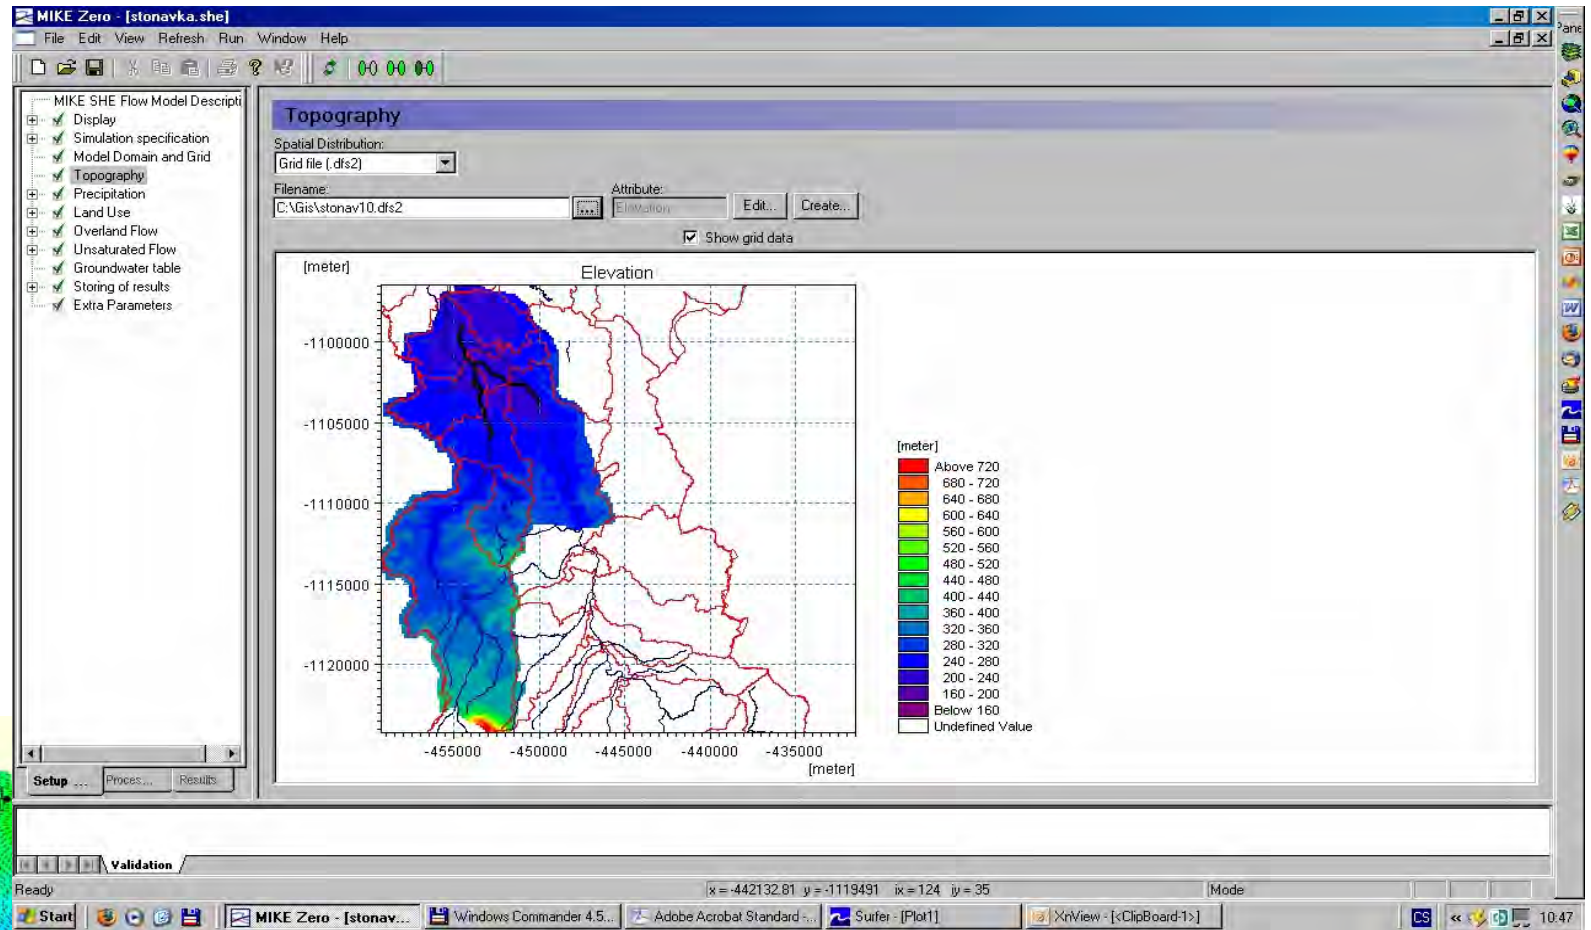 MIKE Zero - [stonavka.she]
File Edit View Refresh Run Window Help
MIKE SHE Flow Model Descripti
Display
Simulation specification
Model Domain and Grid
Topography
Precipitation
Land Use
Overland Flow
Unsaturated Flow
Groundwater table
Storing of results
Extra Parameters
Setup ...
Proces...
Results
Topography
Spatial Distribution:
Grid file (.dfs2)
Filename:
Attribute:
C:\Gis\stonav10.dfs2
...
Elevation
Edit...
Create...
Show grid data
[meter]
Elevation
-1100000
-1105000
-1110000
-1115000
-1120000
-455000 -450000 -445000 -440000 -435000
[meter]
[meter]
Above 720
680 - 720
640 - 680
600 - 640
560 - 600
520 - 560
480 - 520
440 - 480
400 - 440
360 - 400
320 - 360
280 - 320
240 - 280
200 - 240
160 - 200
Below 160
Undefined Value
Validation
Ready
x = -442132.81 y = -1119491 ix = 124 iy = 35
Mode
Start
MIKE Zero - [stonav...
Windows Commander 4.5...
Adobe Acrobat Standard -...
Surfer - [Plot1]
XnView - [<ClipBoard-1>]
CS
10:47